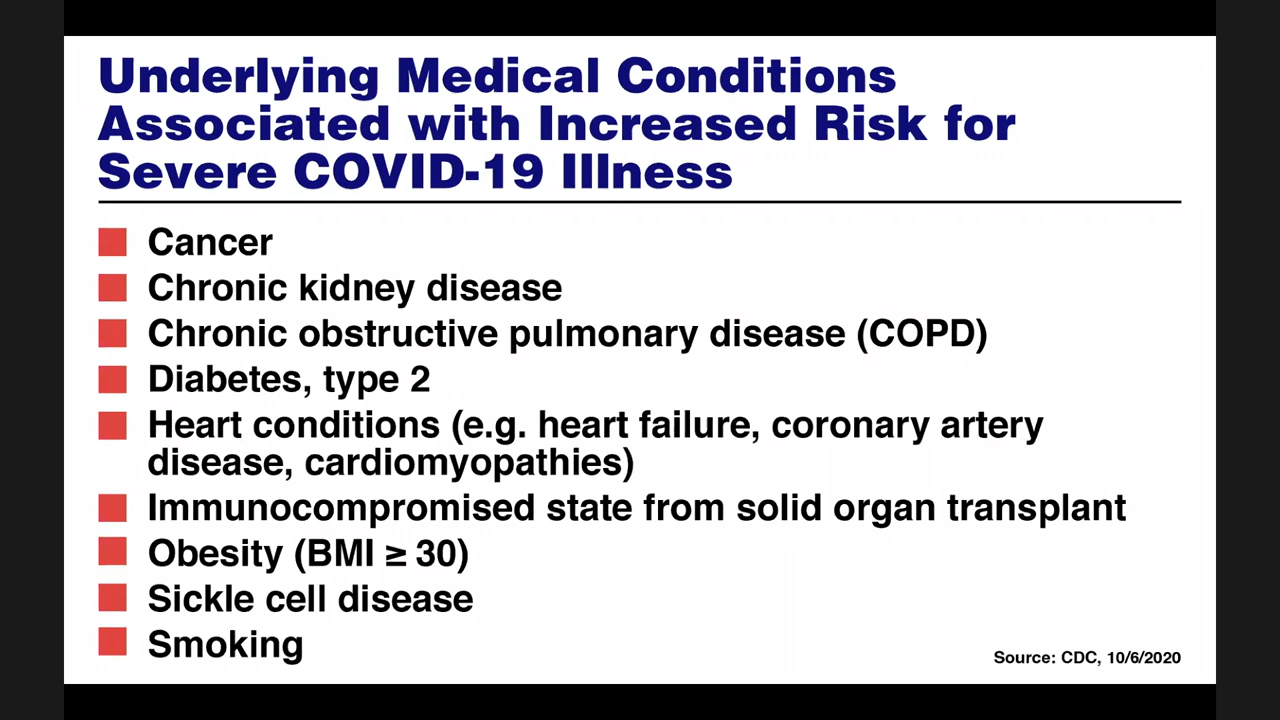 Underlying Medical Conditions
Associated with Increased Risk for
Severe COVID-19 Illness
Cancer
Chronic kidney disease
Chronic obstructive pulmonary disease (COPD)
Diabetes, type 2
Heart conditions (e.g. heart failure, coronary artery
disease, cardiomyopathies)
Immunocompromised state from solid organ transplant
Obesity (BMI ≥ 30)
Sickle cell disease
Smoking
Source: CDC, 10/6/2020